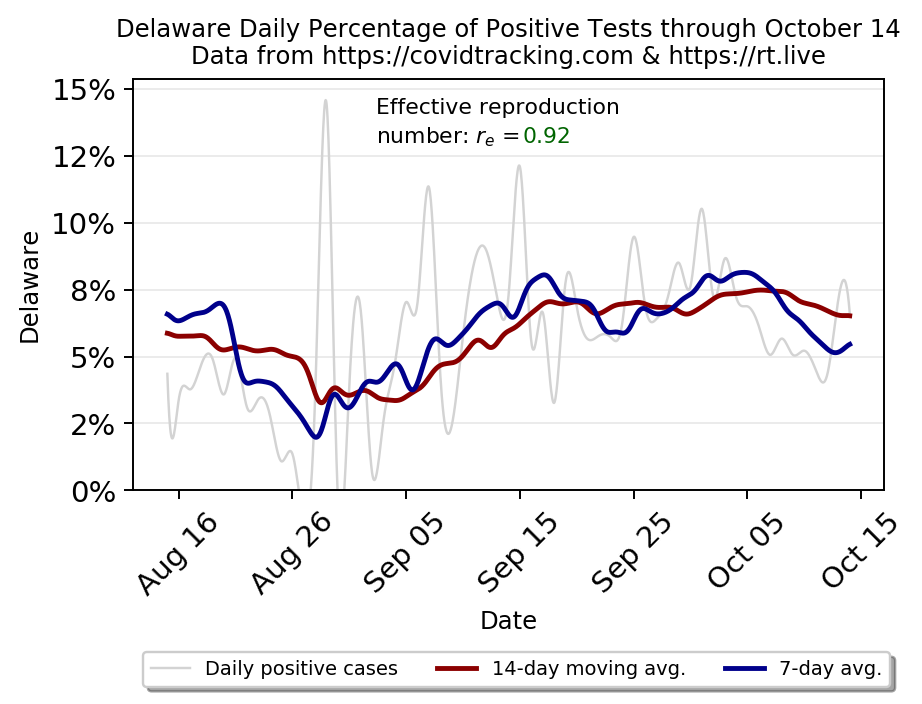 Delaware Daily Percentage of Positive Tests through October 14
Data from https://covidtracking.com & https://rt.live
15%
12%
10%
8%
5%
2%
0%
Delaware
Effective reproduction
number: rₑ = 0.92
Aug 16
Aug 26
Sep 05
Sep 15
Sep 25
Oct 05
Oct 15
Date
Daily positive cases
14-day moving avg.
7-day avg.